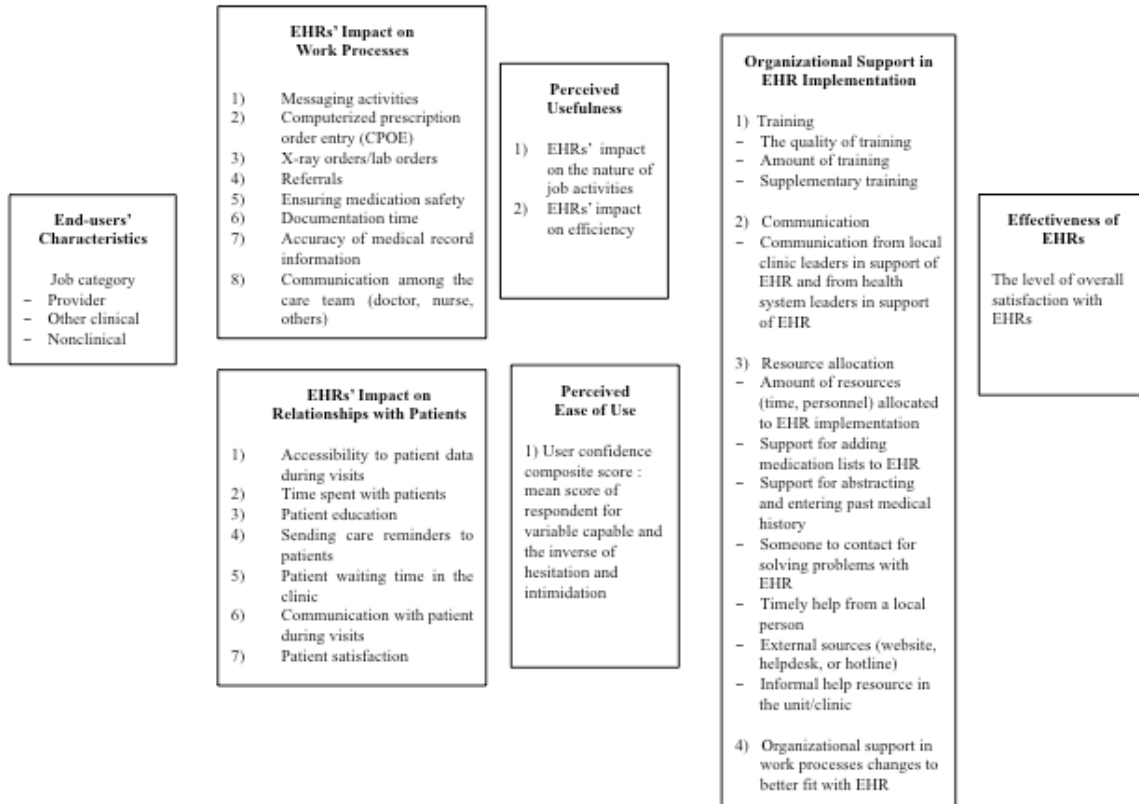 End-users'
Characteristics
Job category
− Provider
− Other clinical
− Nonclinical
EHRs' Impact on
Work Processes
1) Messaging activities
2) Computerized prescription
order entry (CPOE)
3) X-ray orders/lab orders
4) Referrals
5) Ensuring medication safety
6) Documentation time
7) Accuracy of medical record
information
8) Communication among the
care team (doctor, nurse,
others)
EHRs' Impact on
Relationships with Patients
1) Accessibility to patient data
during visits
2) Time spent with patients
3) Patient education
4) Sending care reminders to
patients
5) Patient waiting time in the
clinic
6) Communication with patient
during visits
7) Patient satisfaction
Perceived
Usefulness
1) EHRs' impact
on the nature of
job activities
2) EHRs' impact
on efficiency
Perceived
Ease of Use
1) User confidence
composite score :
mean score of
respondent for
variable capable and
the inverse of
hesitation and
intimidation
Organizational Support in
EHR Implementation
1) Training
− The quality of training
− Amount of training
− Supplementary training
2) Communication
− Communication from local
clinic leaders in support of
EHR and from health
system leaders in support
of EHR
3) Resource allocation
− Amount of resources
(time, personnel) allocated
to EHR implementation
− Support for adding
medication lists to EHR
− Support for abstracting
and entering past medical
history
− Someone to contact for
solving problems with
EHR
− Timely help from a local
person
− External sources (website,
helpdesk, or hotline)
− Informal help resource in
the unit/clinic
4) Organizational support in
work processes changes to
better fit with EHR
Effectiveness of
EHRs
The level of overall
satisfaction with
EHRs